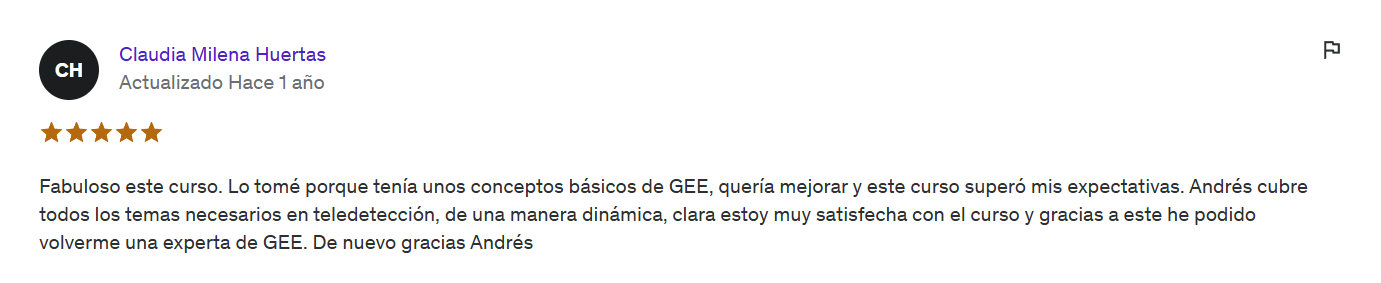 CH
Claudia Milena Huertas
Actualizado Hace 1 año
Fabuloso este curso. Lo tomé porque tenía unos conceptos básicos de GEE, quería mejorar y este curso superó mis expectativas. Andrés cubre
todos los temas necesarios en teledetección, de una manera dinámica, clara estoy muy satisfecha con el curso y gracias a este he podido
volverme una experta de GEE. De nuevo gracias Andrés